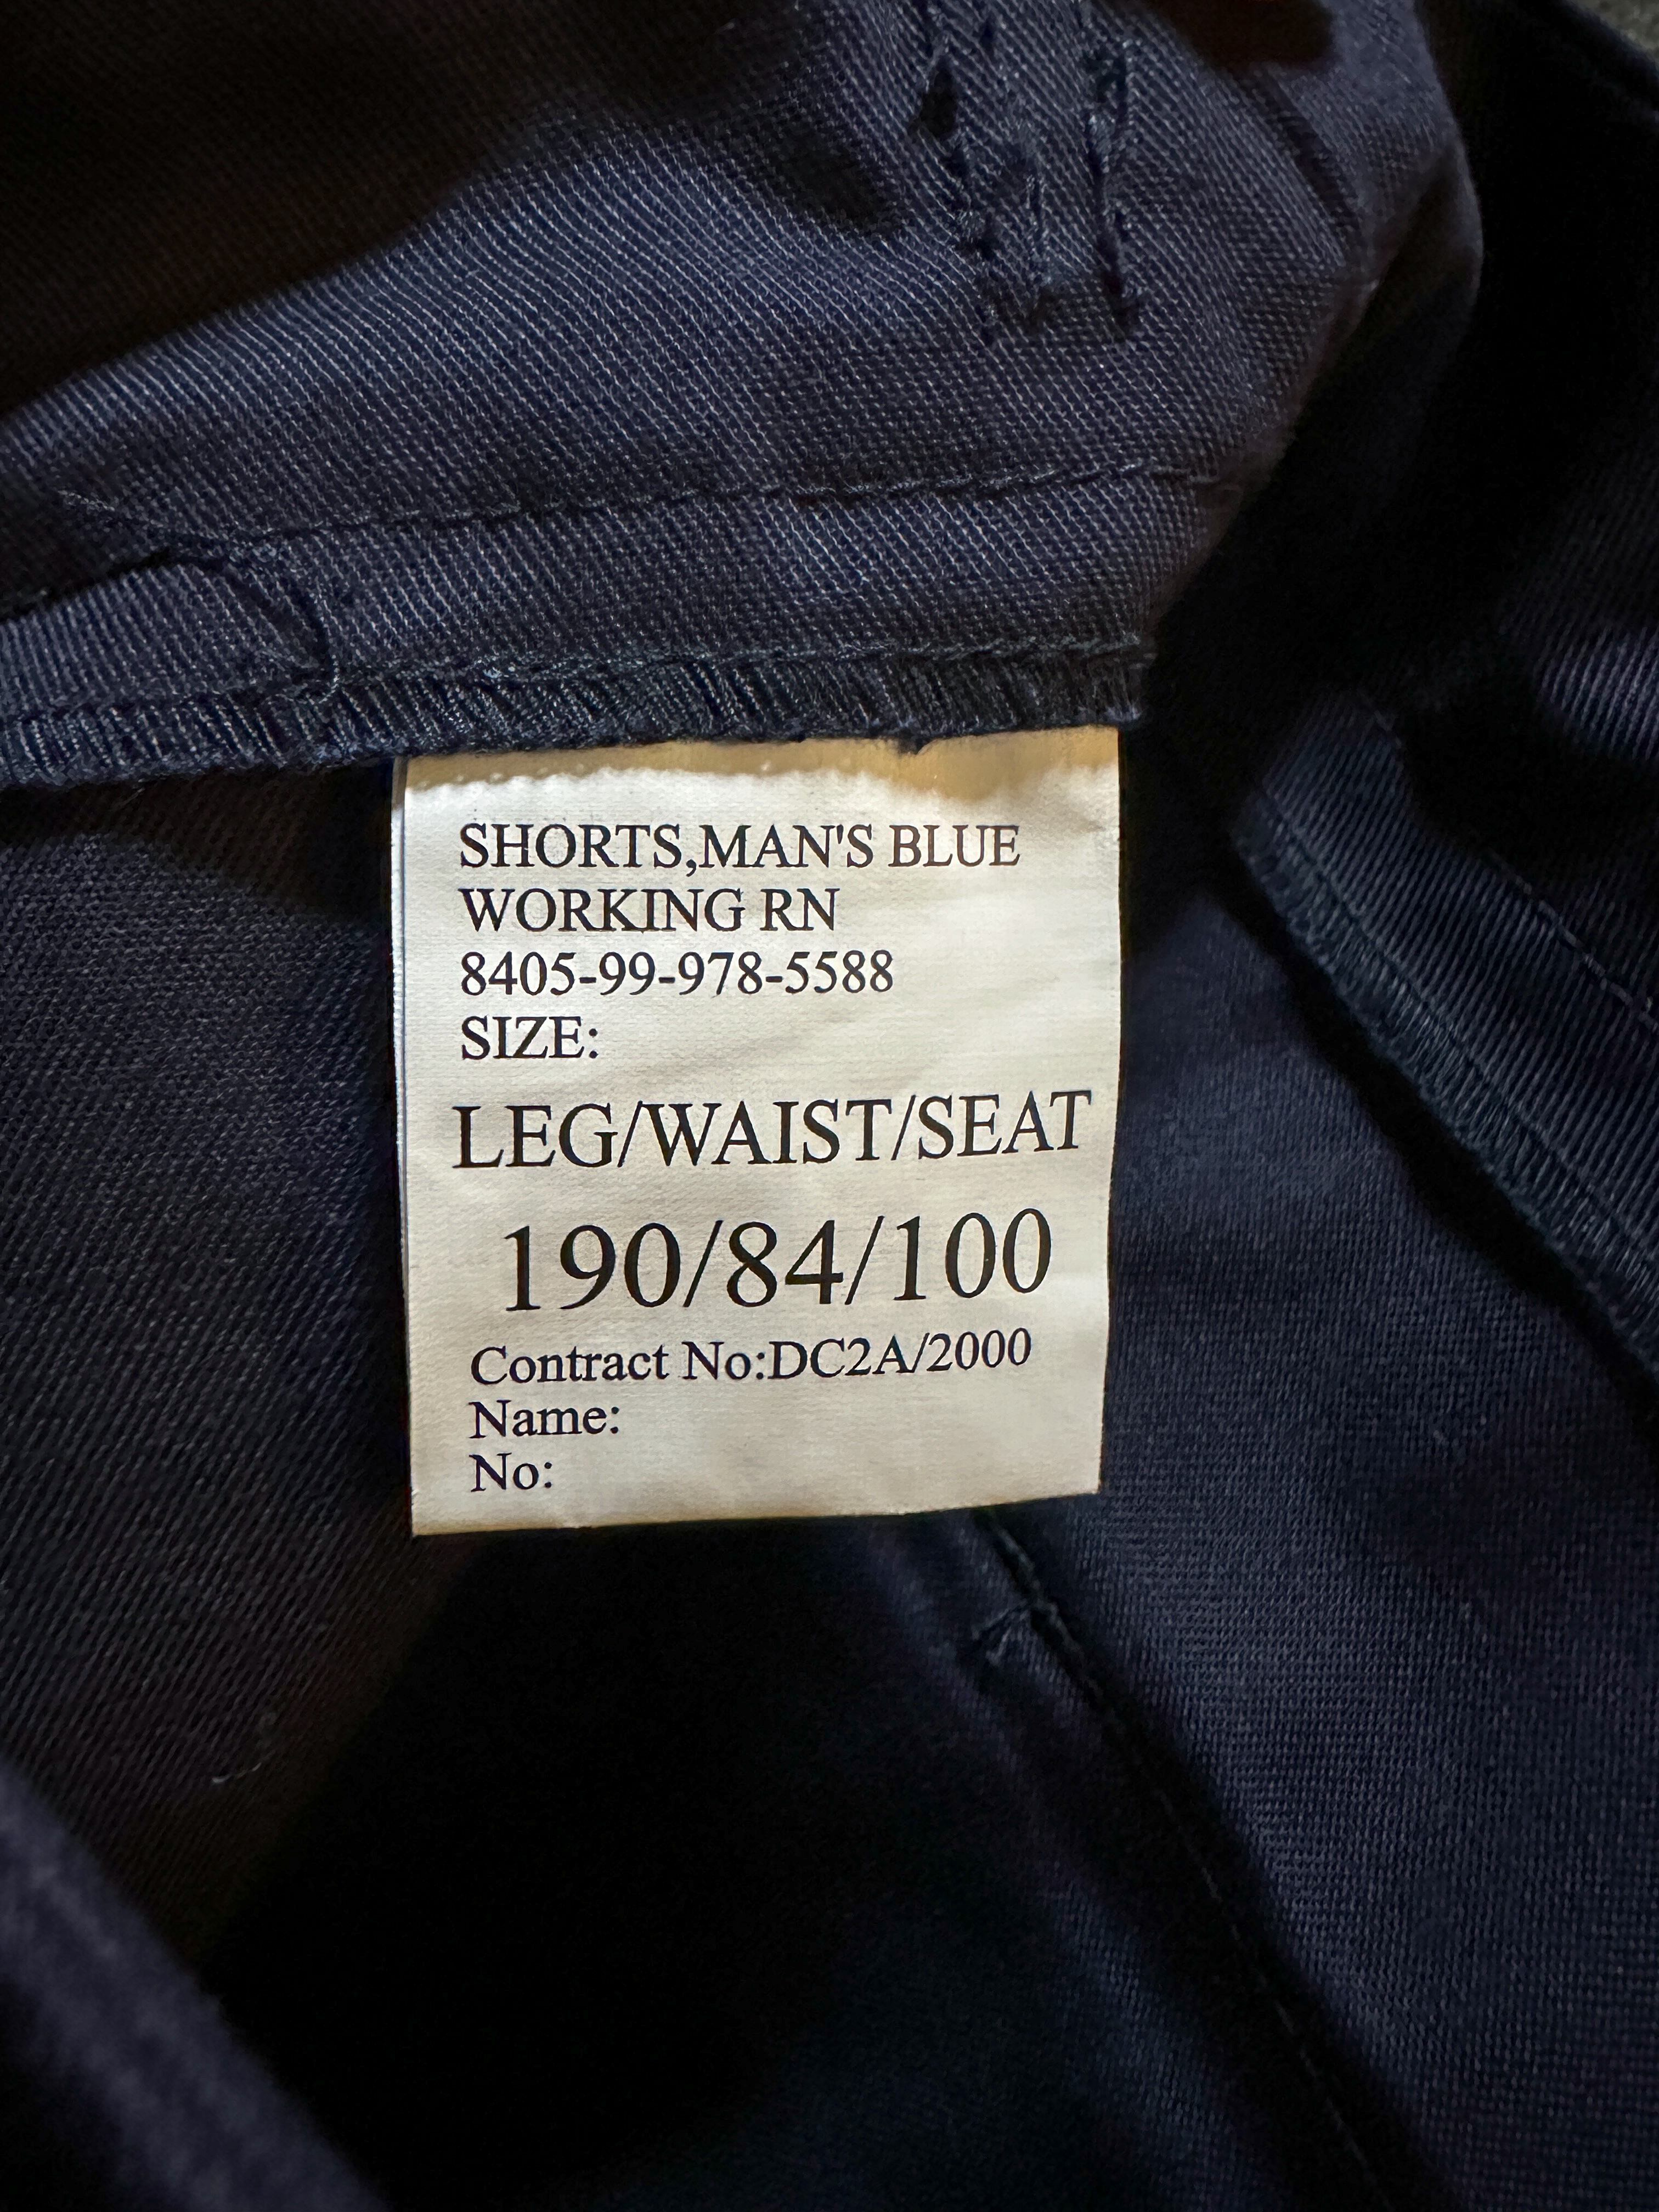 SHORTS,MAN'S BLUE
WORKING RN
8405-99-978-5588
SIZE:
LEG/WAIST/SEAT
190/84/100
Contract No:DC2A/2000
Name:
No: